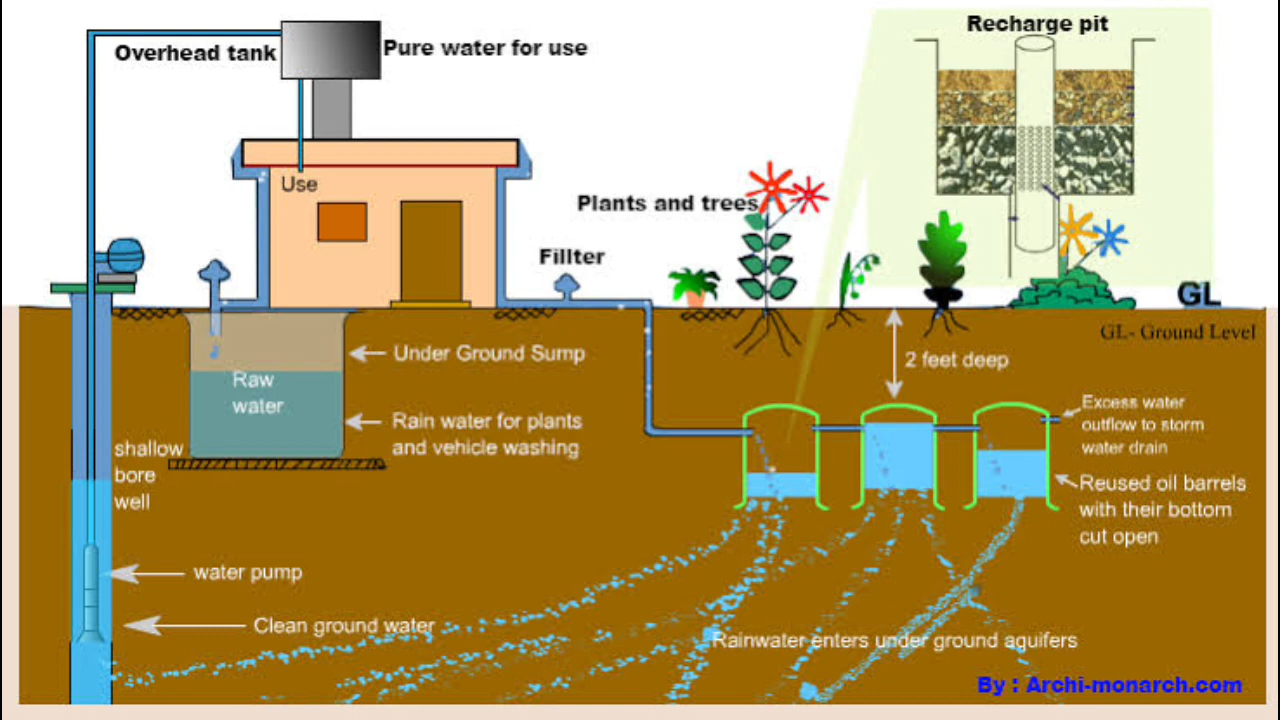 Recharge pit
Overhead tank
Pure water for use
Use
Plants and trees
Fillter
GL
GL- Ground Level
Under Ground Sump
2 feet deep
Raw
water
Rain water for plants
and vehicle washing
Excess water
outflow to storm
water drain
shallow
bore
well
Reused oil barrels
with their bottom
cut open
water pump
Clean ground water
Rainwater enters under ground aguifers
By : Archi-monarch.com